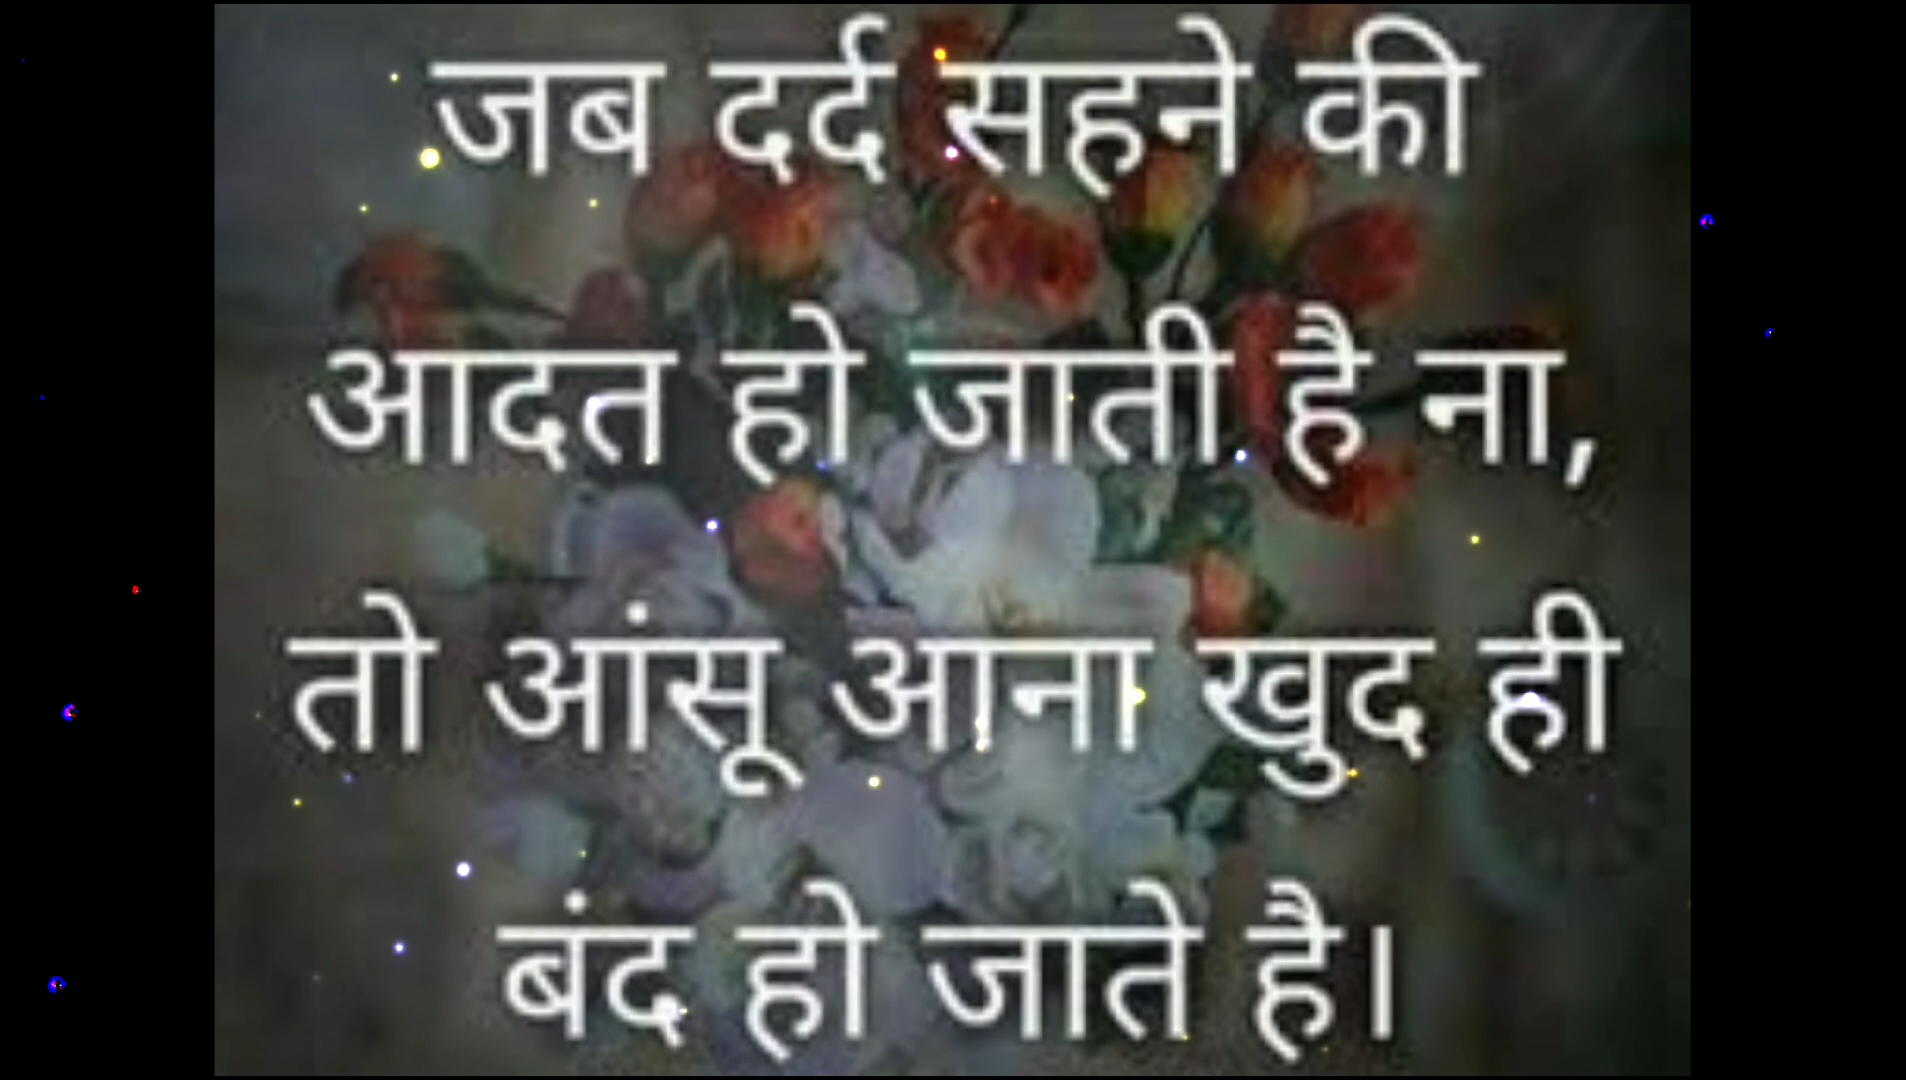 जब दर्द सहने की
आदत हो जाती है ना,
तो आंसू आना खुद ही
बंद हो जाते है।